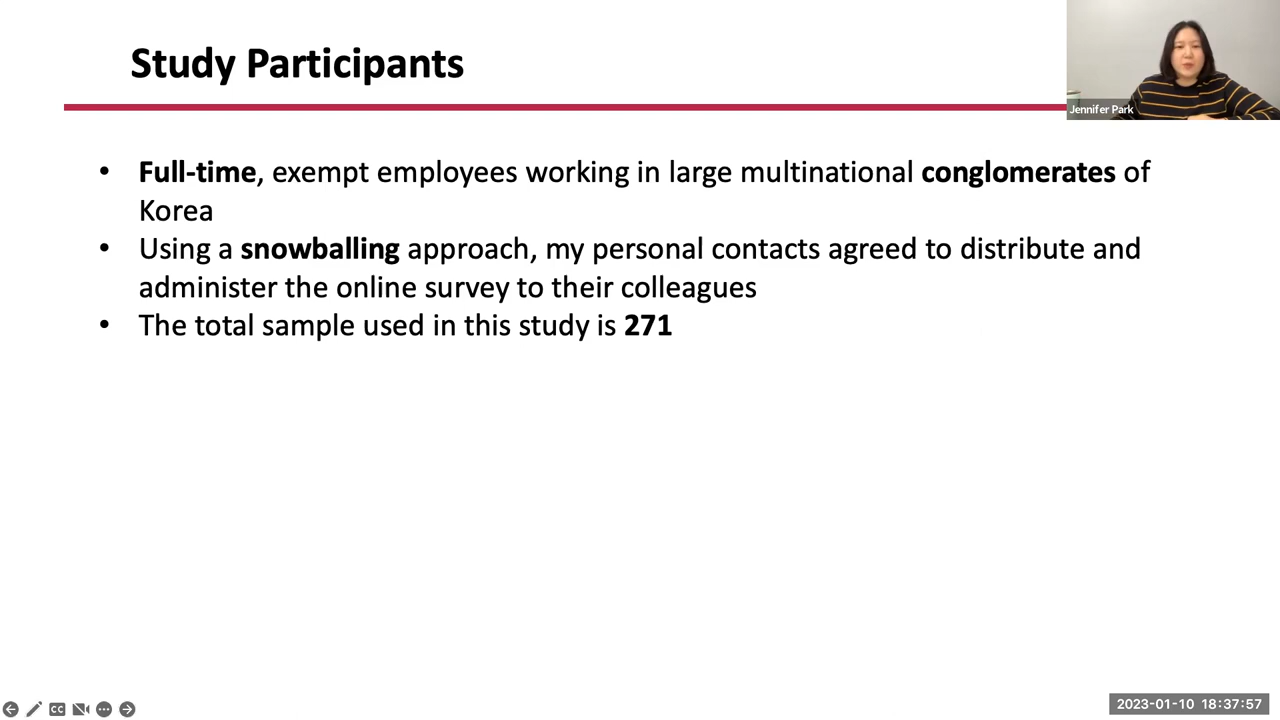 Study Participants
Jennifer Park
• Full-time, exempt employees working in large multinational conglomerates of
Korea
• Using a snowballing approach, my personal contacts agreed to distribute and
administer the online survey to their colleagues
• The total sample used in this study is 271
CC
2023-01-10 18:37:57